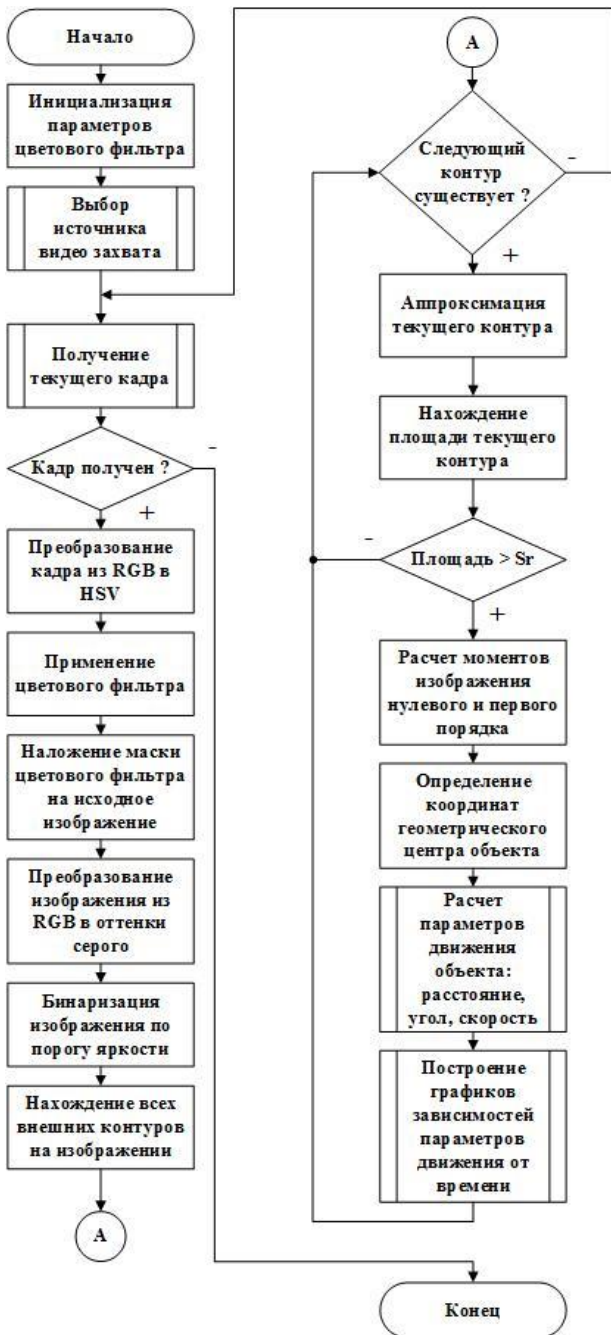 Начало
Инициализация
параметров
цветового фильтра
Выбор
источника
видео захвата
Получение
текущего кадра
Кадр получен ?
-
+
Преобразование
кадра из RGB в
HSV
Применение
цветового фильтра
Наложение маски
цветового фильтра
на исходное
изображение
Преобразование
изображения из
RGB в оттенки
серого
Бинаризация
изображения по
порогу яркости
Нахождение всех
внешних контуров
на изображении
А
А
Следующий
контур
существует ?
-
+
Аппроксимация
текущего контура
Нахождение
площади текущего
контура
-
Площадь > Sr
+
Расчет моментов
изображения
нулевого и первого
порядка
Определение
координат
геометрического
центра объекта
Расчет
параметров
движения
объекта:
расстояние,
угол, скорость
Построение
графиков
зависимостей
параметров
движения от
времени
Конец